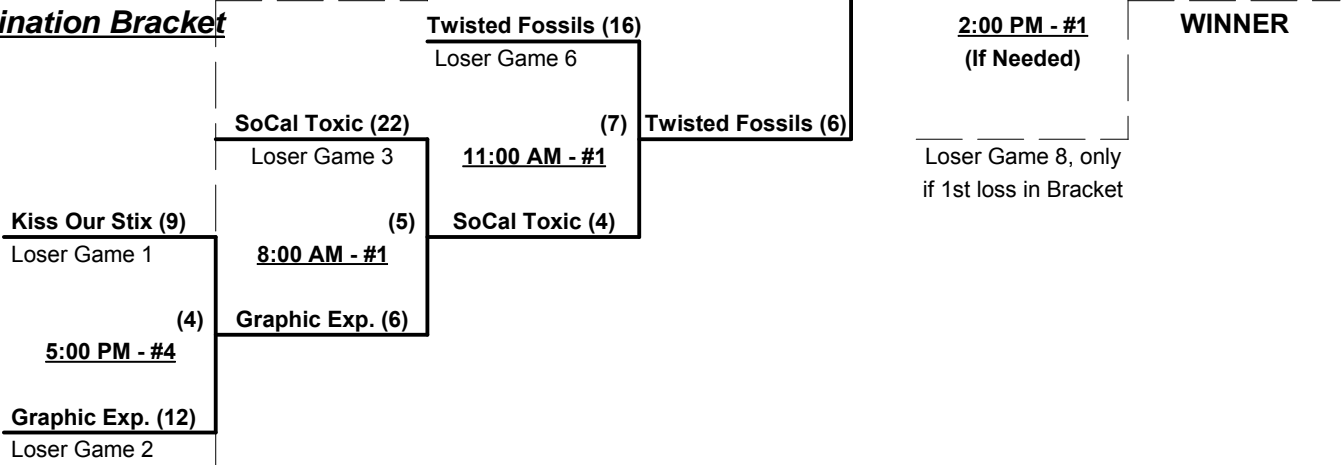 ination Bracket
Twisted Fossils (16)
2:00 PM - #1
WINNER
Loser Game 6
(If Needed)
SoCal Toxic (22)
(7)
Twisted Fossils (6)
Loser Game 3
11:00 AM - #1
Loser Game 8, only
if 1st loss in Bracket
Kiss Our Stix (9)
(5)
SoCal Toxic (4)
Loser Game 1
8:00 AM - #1
(4)
Graphic Exp. (6)
5:00 PM - #4
Graphic Exp. (12)
Loser Game 2